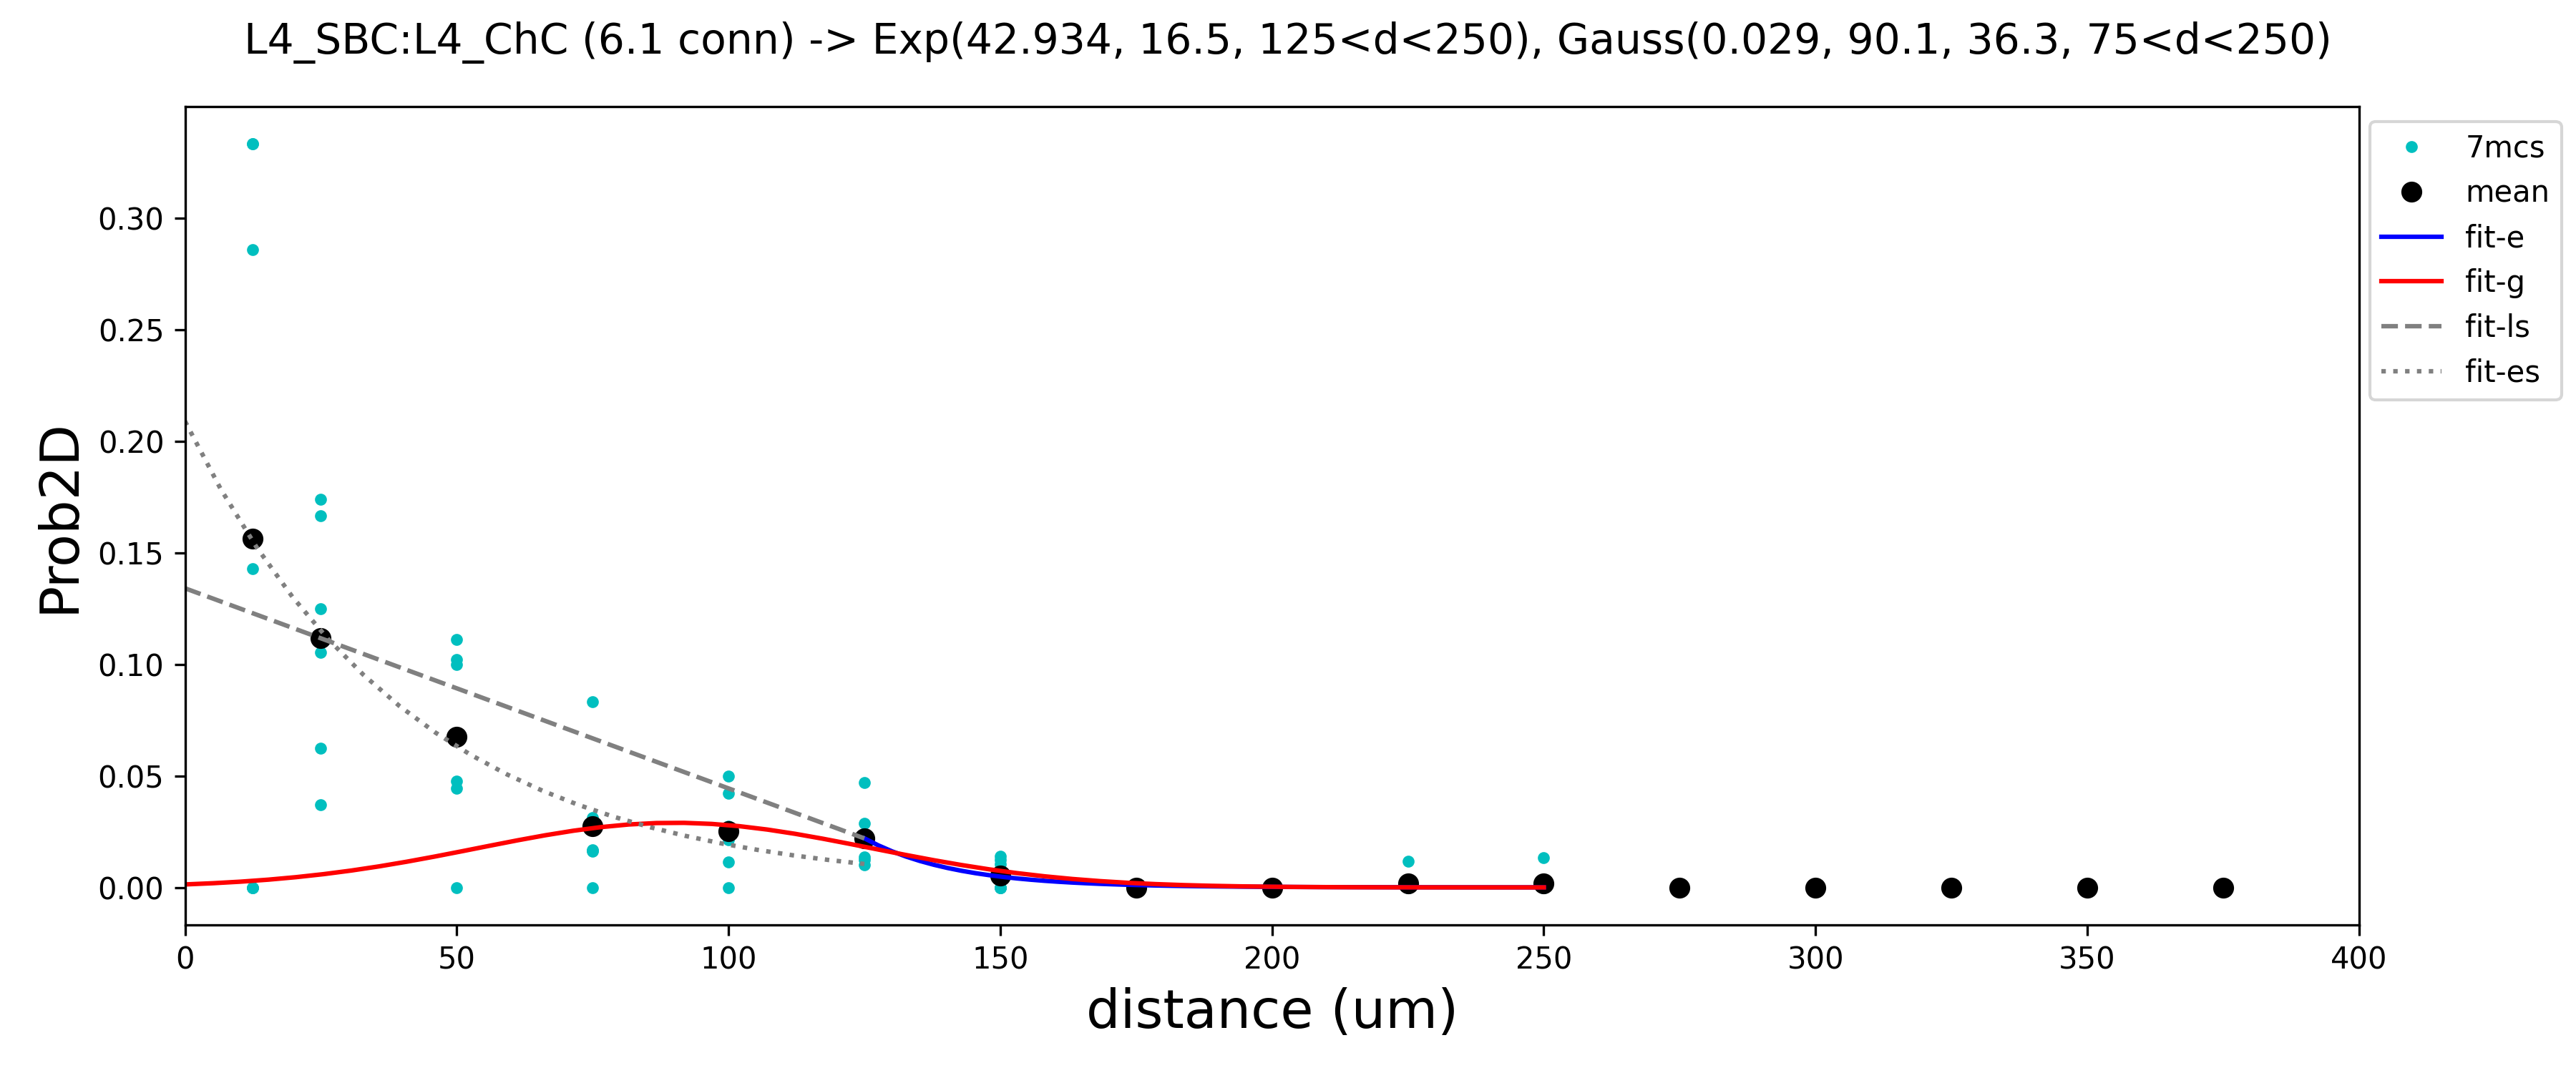 L4_SBC:L4_ChC (6.1 conn) -> Exp(42.934, 16.5, 125<d<250), Gauss(0.029, 90.1, 36.3, 75<d<250)
7mcs
mean
fit-e
fit-g
fit-ls
fit-es
Prob2D
0.30
0.25
0.20
0.15
0.10
0.05
0.00
0 50 100 150 200 250 300 350 400
distance (um)